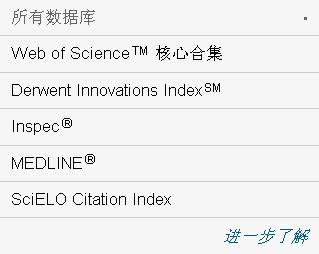 所有数据库
Web of Science™ 核心合集
Derwent Innovations Index℠
Inspec®
MEDLINE®
SciELO Citation Index
进一步了解